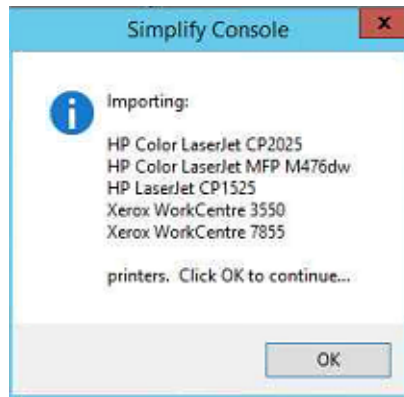 Simplify Console
x
Importing:
HP Color LaserJet CP2025
HP Color LaserJet MFP M476dw
HP LaserJet CP1525
Xerox WorkCentre 3550
Xerox WorkCentre 7855
printers. Click OK to continue...
OK